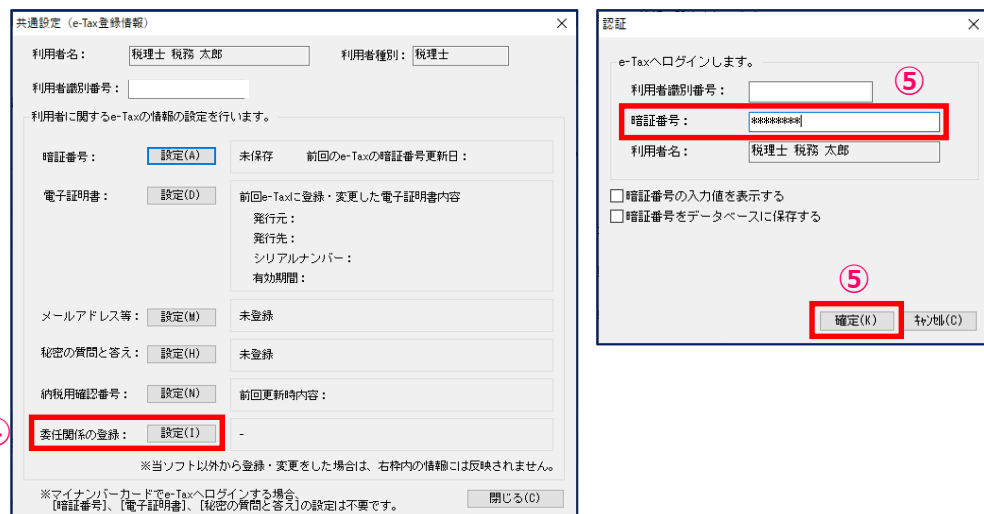 共通設定（e-Tax登録情報）
利用者名： 税理士 税務 太郎 利用者種別： 税理士
利用者識別番号：
利用者に関するe-Taxの情報の設定を行います。
暗証番号： 設定(A) 未保存 前回のe-Taxの暗証番号更新日：
電子証明書： 設定(D) 前回e-Taxに登録・変更した電子証明書内容
発行元：
発行先：
シリアルナンバー：
有効期間：
メールアドレス等： 設定(M) 未登録
秘密の質問と答え： 設定(H) 未登録
納税用確認番号： 設定(N) 前回更新時内容：
委任関係の登録： 設定(I) -
※当ソフト以外から登録・変更をした場合は、右枠内の情報には反映されません。
※マイナンバーカードでe-Taxへログインする場合、
[暗証番号]、[電子証明書]、[秘密の質問と答え]の設定は不要です。
閉じる(C)
認証
e-Taxへログインします。
⑤
利用者識別番号：
暗証番号： ********
利用者名： 税理士 税務 太郎
暗証番号の入力値を表示する
暗証番号をデータベースに保存する
⑤
確定(K) ｷｬﾝｾﾙ(C)